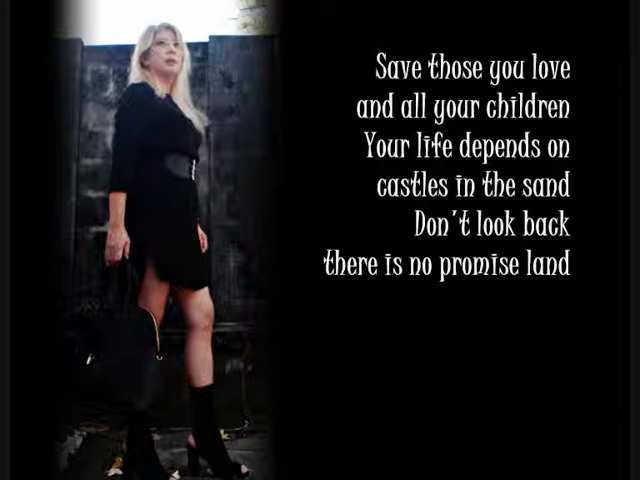 Save those you love
and all your children
Your life depends on
castles in the sand
Don't look back
there is no promise land